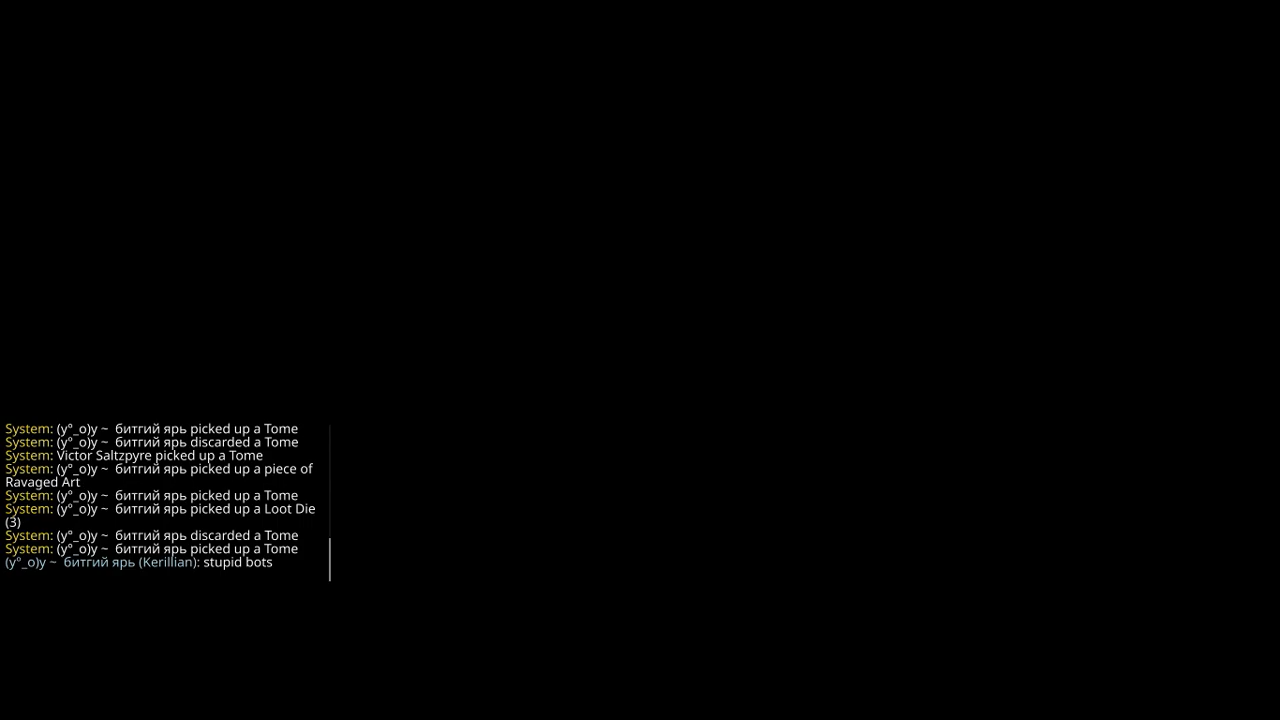 System: (y°_o)y ~  битгий ярь picked up a Tome
System: (y°_o)y ~  битгий ярь discarded a Tome
System: Victor Saltzpyre picked up a Tome
System: (y°_o)y ~  битгий ярь picked up a piece of
Ravaged Art
System: (y°_o)y ~  битгий ярь picked up a Tome
System: (y°_o)y ~  битгий ярь picked up a Loot Die
(3)
System: (y°_o)y ~  битгий ярь discarded a Tome
System: (y°_o)y ~  битгий ярь picked up a Tome
(y°_o)y ~  битгий ярь (Kerillian): stupid bots